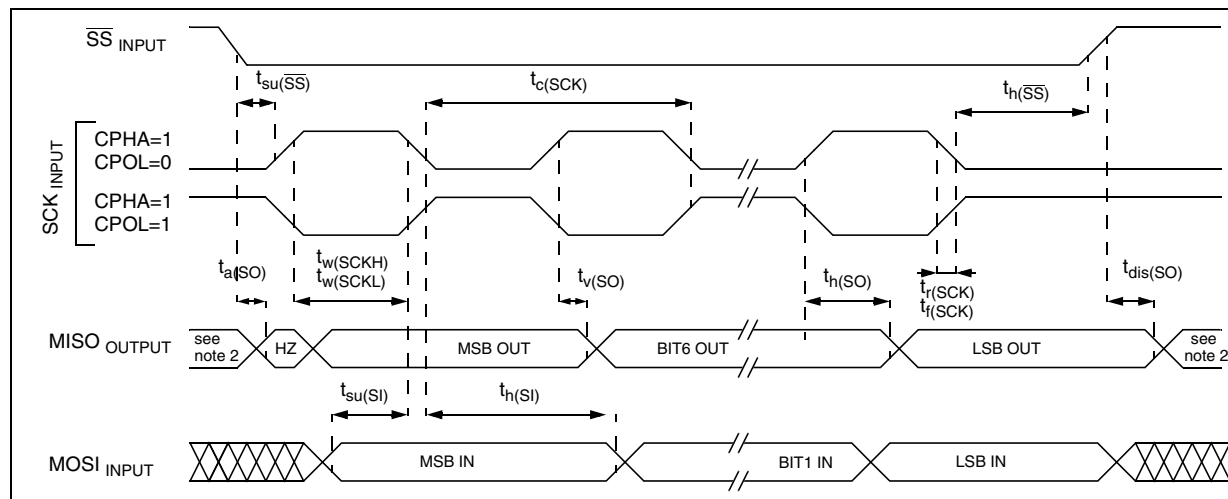 SS INPUT
tsu(SS)
tc(SCK)
th(SS)
SCK INPUT
CPHA=1
CPOL=0
CPHA=1
CPOL=1
ta(SO)
tw(SCKH)
tw(SCKL)
tv(SO)
th(SO)
tr(SCK)
tf(SCK)
tdis(SO)
MISO OUTPUT
see
note 2
HZ
MSB OUT
BIT6 OUT
LSB OUT
see
note 2
tsu(SI)
th(SI)
MOSI INPUT
MSB IN
BIT1 IN
LSB IN